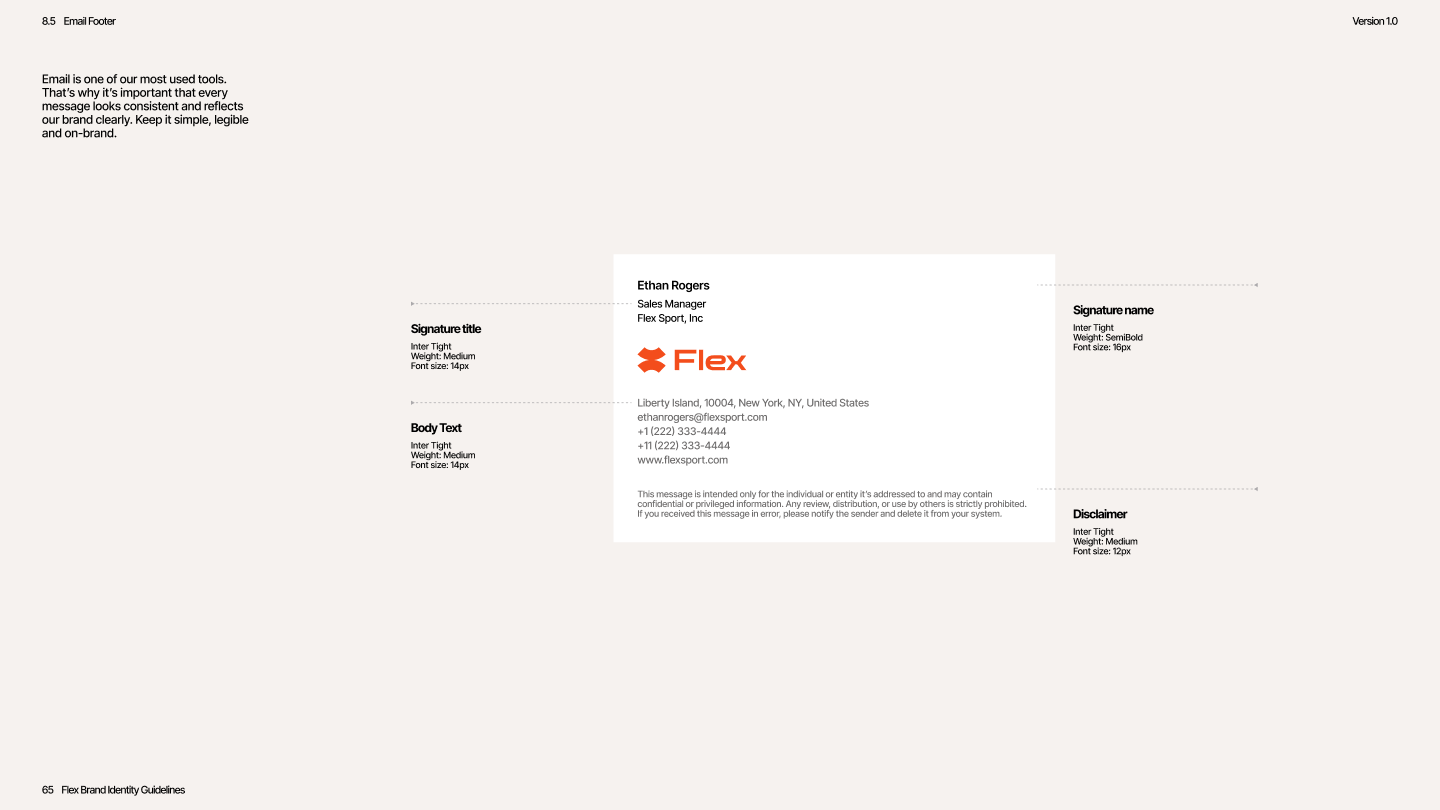 8.5 Email Footer
Version 1.0
Email is one of our most used tools.
That's why it's important that every
message looks consistent and reflects
our brand clearly. Keep it simple, legible
and on-brand.
Signature title
Inter Tight
Weight: Medium
Font size: 14px
Body Text
Inter Tight
Weight: Medium
Font size: 14px
Ethan Rogers
Sales Manager
Flex Sport, Inc
Flex
Liberty Island, 10004, New York, NY, United States
ethanrogers@flexsport.com
+1 (222) 333-4444
+11 (222) 333-4444
www.flexsport.com
This message is intended only for the individual or entity it's addressed to and may contain
confidential or privileged information. Any review, distribution, or use by others is strictly prohibited.
If you received this message in error, please notify the sender and delete it from your system.
Signature name
Inter Tight
Weight: SemiBold
Font size: 16px
Disclaimer
Inter Tight
Weight: Medium
Font size: 12px
65 Flex Brand Identity Guidelines